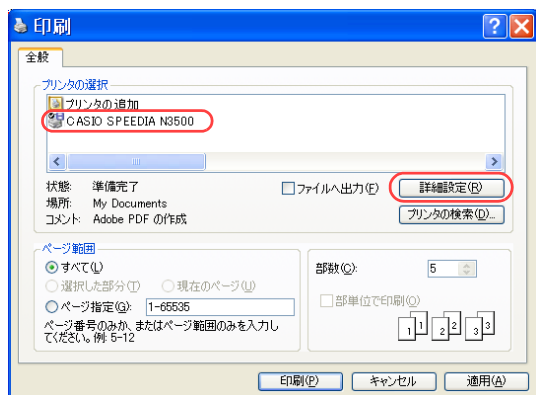 印刷
全般
プリンタの選択
プリンタの追加
CASIO SPEEDIA N3500
状態: 準備完了
場所: My Documents
コメント: Adobe PDF の作成
ファイルへ出力(F)
詳細設定(R)
プリンタの検索(D)...
ページ範囲
すべて(L)
選択した部分(T) 現在のページ(U)
ページ指定(G): 1-65535
ページ番号のみか、またはページ範囲のみを入力し
てください。例: 5-12
部数(C): 5
部単位で印刷(O)
1 1 2 2 3 3
印刷(P) キャンセル 適用(A)